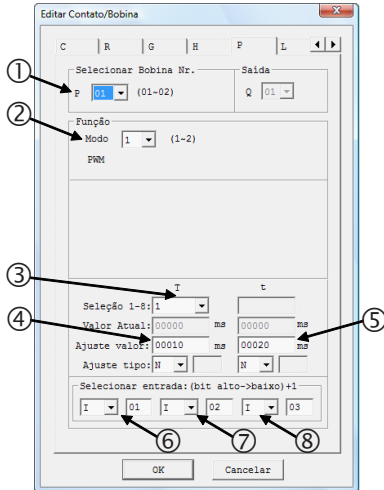 Editar Contato/Bobina
C R G H P L
① Selecionar Bobina Nr. Saída
P 01 (01~02) Q 01
② Função
Modo 1 (1~2)
PWM
③ T t
Seleção 1-8: 1
④ Valor Atual: 00000 ms 00000 ms ⑤
Ajuste valor: 00010 ms 00020 ms
Ajuste tipo: N N
Selecionar entrada:(bit alto->baixo)+1
I 01 I 02 I 03
⑥ ⑦ ⑧
OK Cancelar